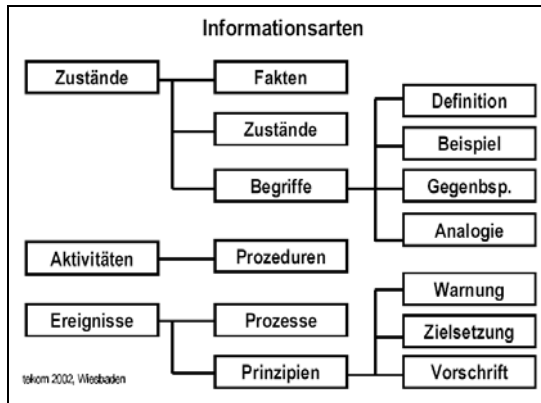 Informationsarten
Zustände
Fakten
Zustände
Begriffe
Definition
Beispiel
Gegenbsp.
Analogie
Aktivitäten
Prozeduren
Ereignisse
Prozesse
Prinzipien
Warnung
Zielsetzung
Vorschrift
tekom 2002, Wiesbaden